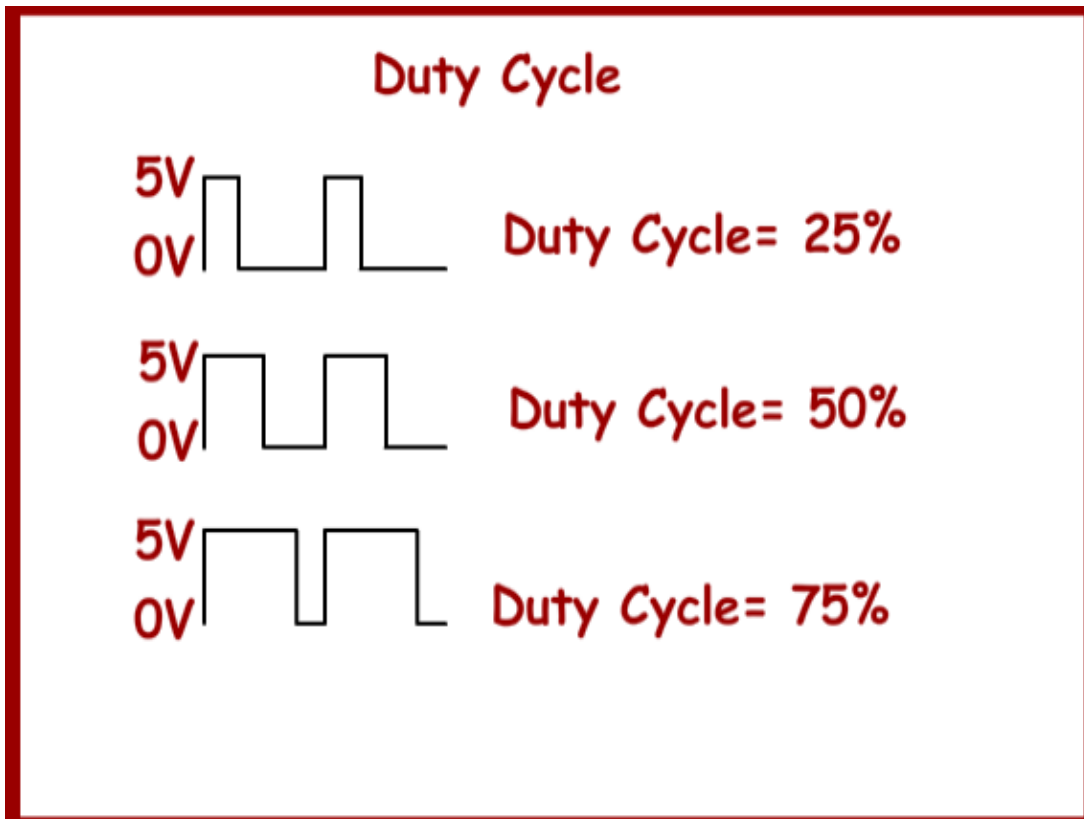 Duty Cycle
5V
0V
Duty Cycle= 25%
5V
0V
Duty Cycle= 50%
5V
0V
Duty Cycle= 75%